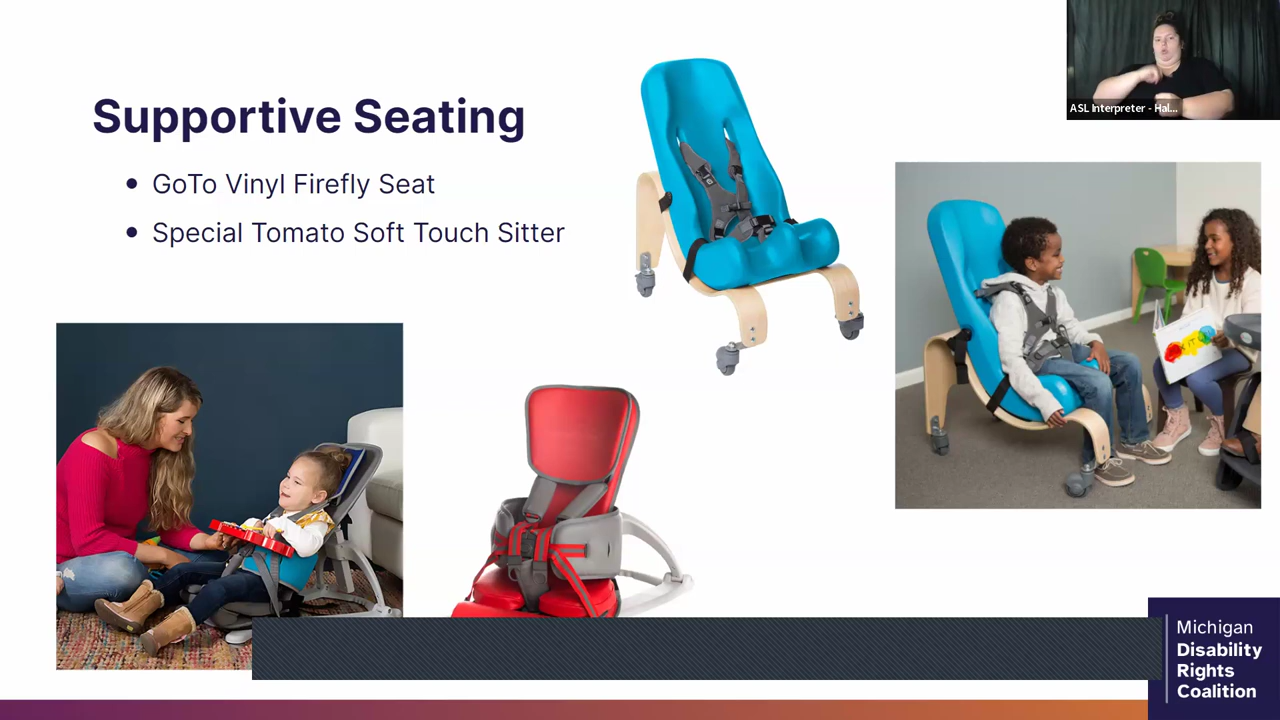 Supportive Seating
GoTo Vinyl Firefly Seat
Special Tomato Soft Touch Sitter
ASL Interpreter - Hal...
Michigan
Disability
Rights
Coalition